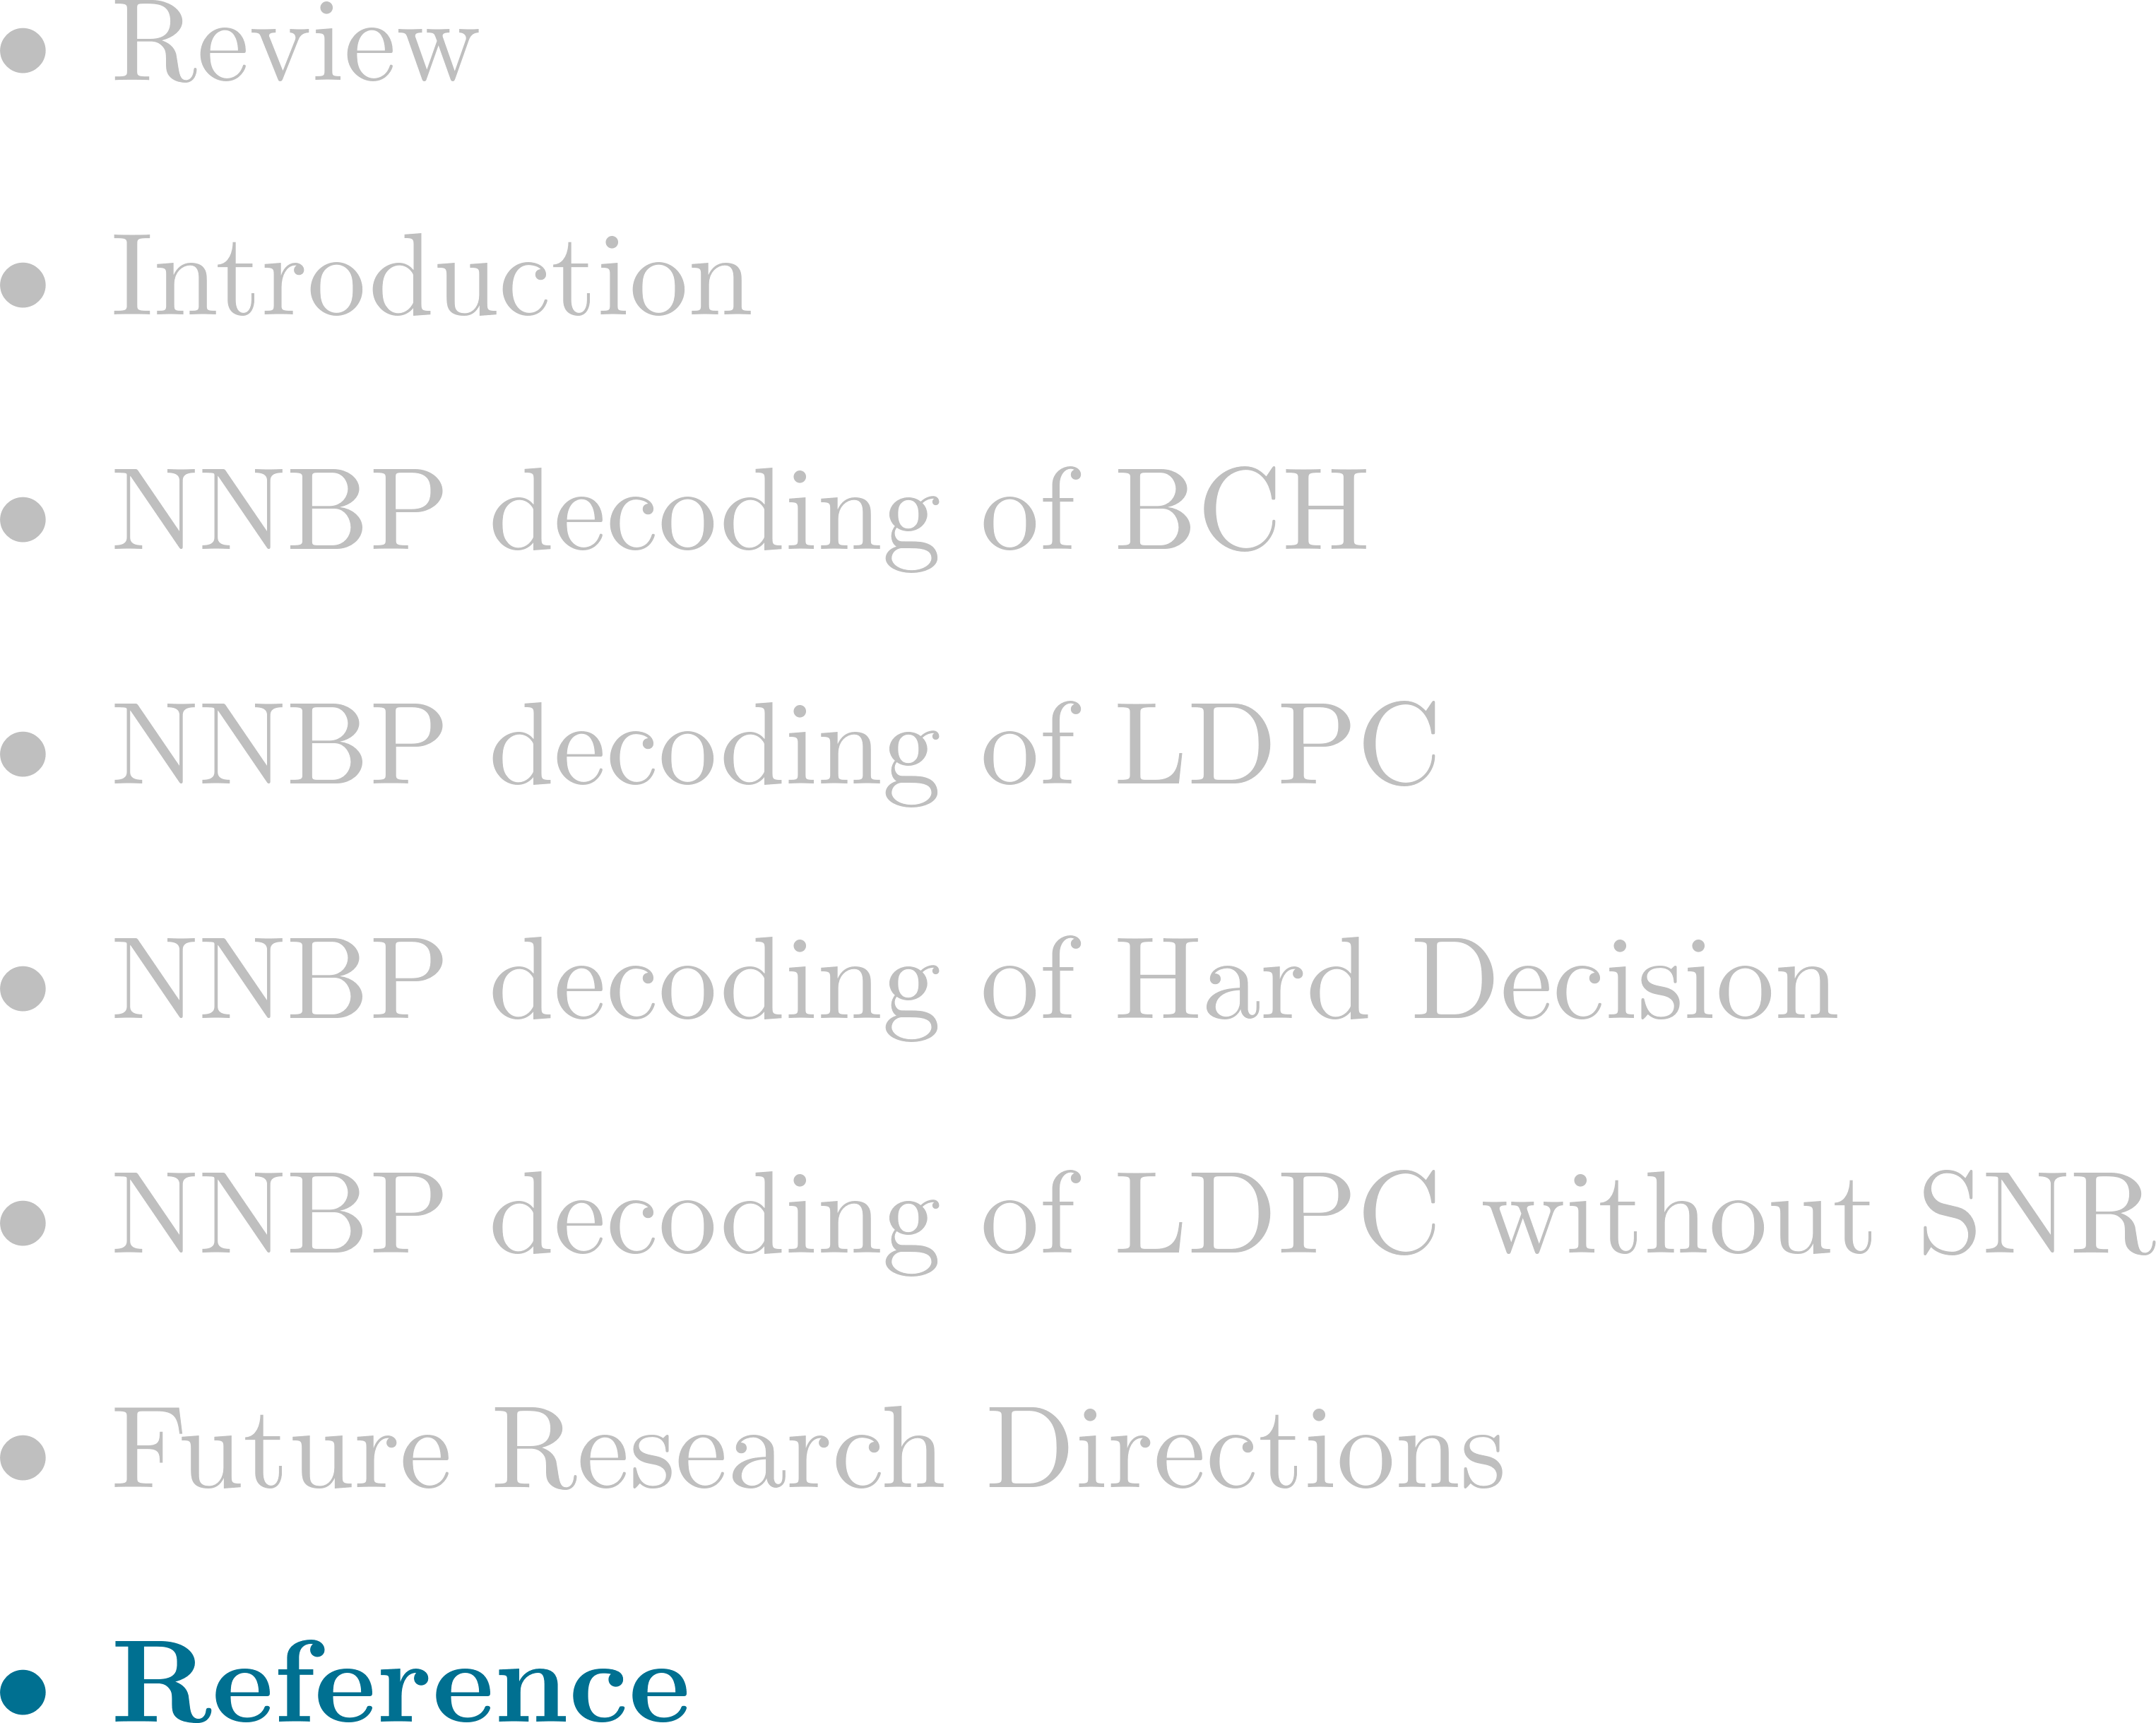 • Review
• Introduction
• NNBP decoding of BCH
• NNBP decoding of LDPC
• NNBP decoding of Hard Decision
• NNBP decoding of LDPC without SNR
• Future Research Directions
• Reference